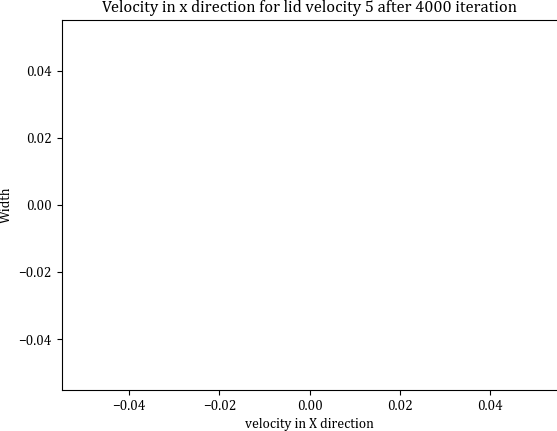 Velocity in x direction for lid velocity 5 after 4000 iteration
0.04
0.02
0.00
−0.02
−0.04
Width
−0.04 −0.02 0.00 0.02 0.04
velocity in X direction